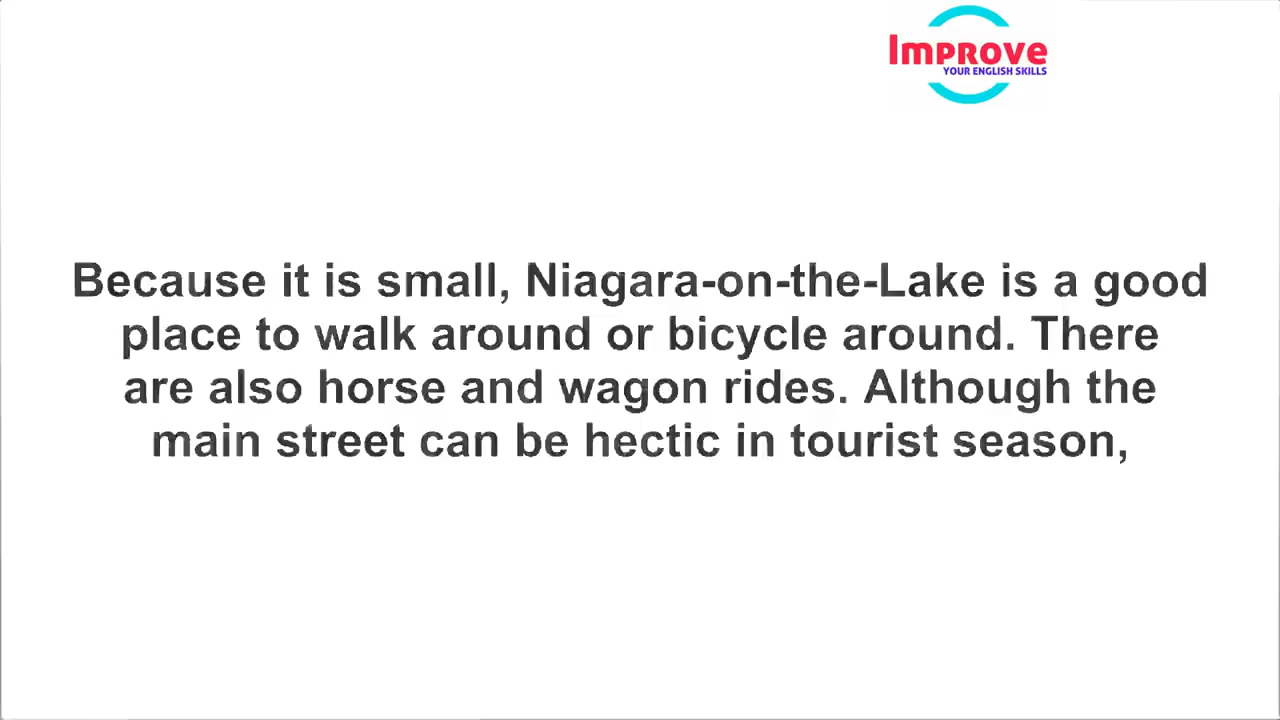 Improve
YOUR ENGLISH SKILLS
Because it is small, Niagara-on-the-Lake is a good
place to walk around or bicycle around. There
are also horse and wagon rides. Although the
main street can be hectic in tourist season,